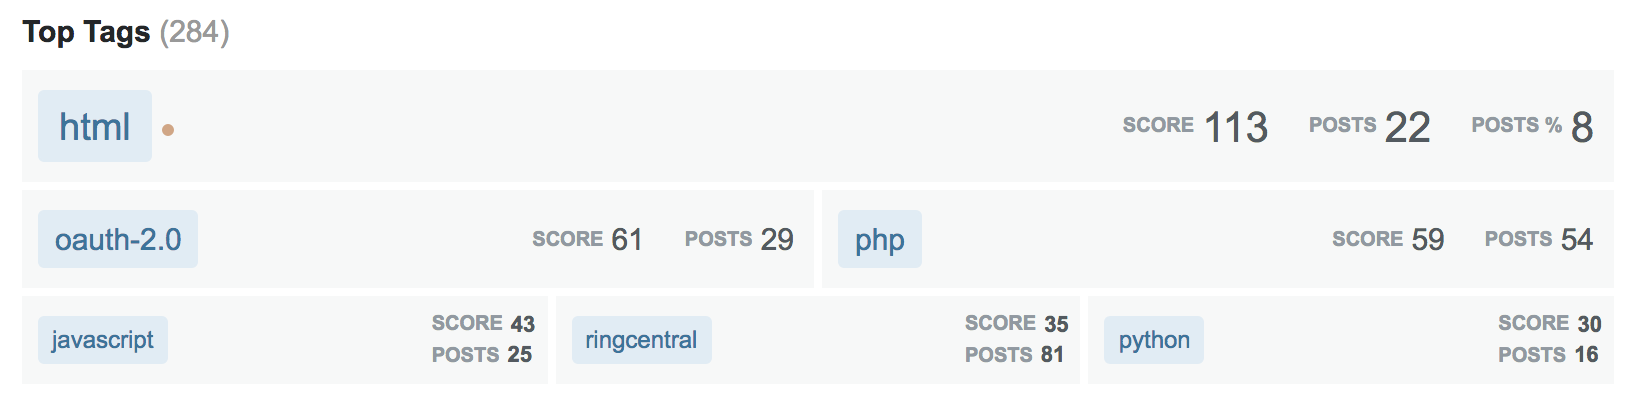 Top Tags (284)
html SCORE 113 POSTS 22 POSTS % 8
oauth-2.0 SCORE 61 POSTS 29
php SCORE 59 POSTS 54
javascript SCORE 43
POSTS 25
ringcentral SCORE 35
POSTS 81
python SCORE 30
POSTS 16